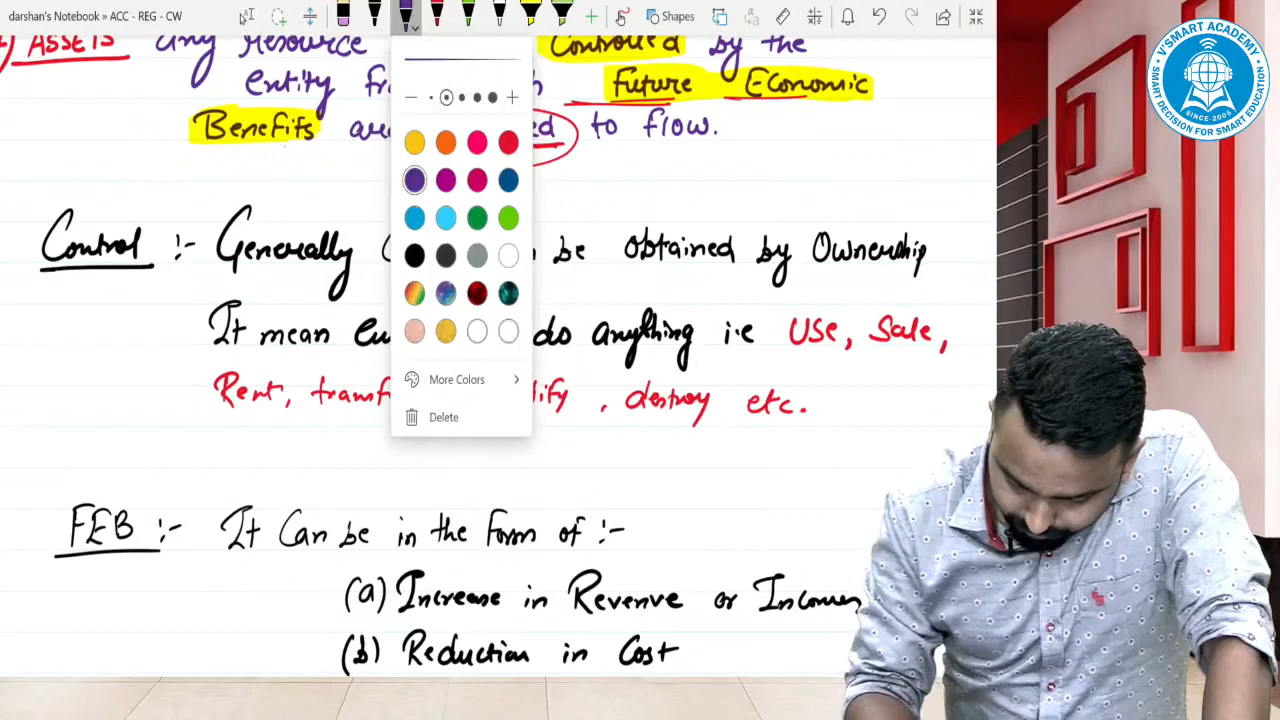 darshan's Notebook » ACC - REG - CW
Shapes
ASSETS any resource Controlled by the
entity Future Economic
Benefits to flow.
Control :- Generally be obtained by Ownership
It mean do anything i.e Use, Sale,
Rent, , destroy etc.
More Colors
Delete
FEB :- It Can be in the Form of :-
(a) Increase in Revenue or Incomes
(b) Reduction in Cost
V'SMART ACADEMY
SINCE-2005
SMART DECISION FOR SMART EDUCATION